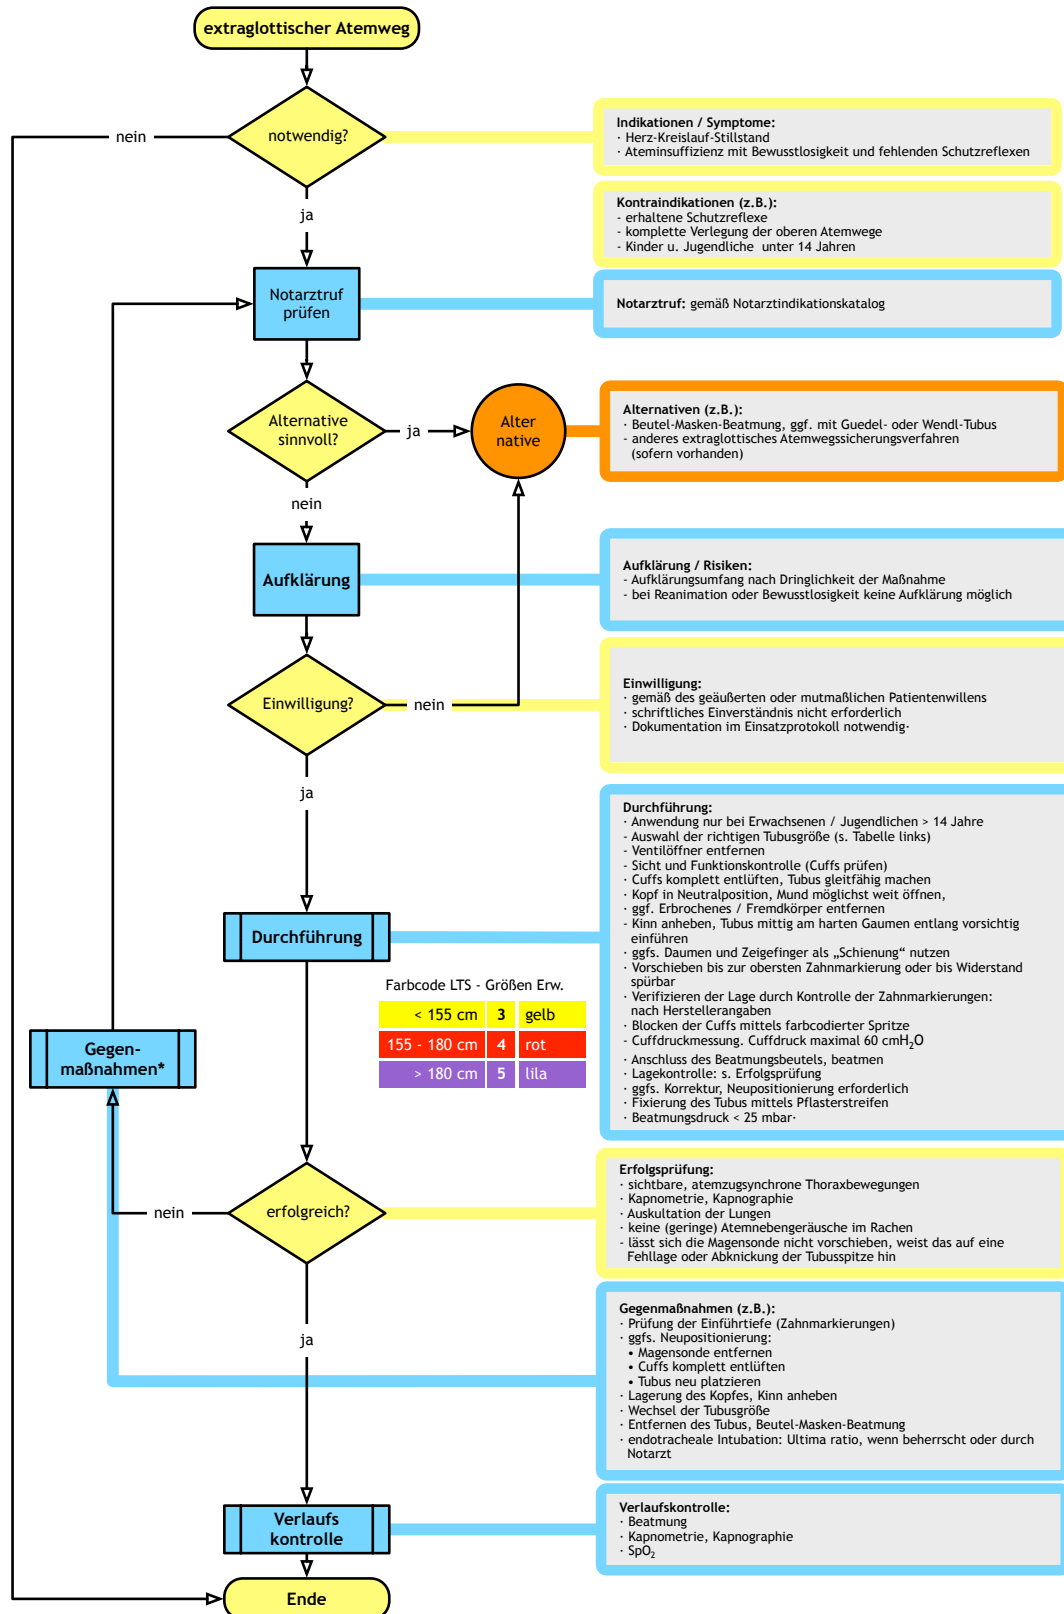 extraglottischer Atemweg
notwendig?
nein
ja
Indikationen / Symptome:
· Herz-Kreislauf-Stillstand
· Ateminsuffizienz mit Bewusstlosigkeit und fehlenden Schutzreflexen
Kontraindikationen (z.B.):
- erhaltene Schutzreflexe
- komplette Verlegung der oberen Atemwege
- Kinder u. Jugendliche unter 14 Jahren
Notarztruf
prüfen
Notarztruf: gemäß Notarztindikationskatalog
Alternative
sinnvoll?
ja
nein
Alter
native
Alternativen (z.B.):
· Beutel-Masken-Beatmung, ggf. mit Guedel- oder Wendl-Tubus
- anderes extraglottisches Atemwegssicherungsverfahren
(sofern vorhanden)
Aufklärung
Aufklärung / Risiken:
- Aufklärungsumfang nach Dringlichkeit der Maßnahme
- bei Reanimation oder Bewusstlosigkeit keine Aufklärung möglich
Einwilligung?
nein
ja
Einwilligung:
· gemäß des geäußerten oder mutmaßlichen Patientenwillens
· schriftliches Einverständnis nicht erforderlich
· Dokumentation im Einsatzprotokoll notwendig·
Durchführung
Durchführung:
· Anwendung nur bei Erwachsenen / Jugendlichen > 14 Jahre
- Auswahl der richtigen Tubusgröße (s. Tabelle links)
- Ventilöffner entfernen
- Sicht und Funktionskontrolle (Cuffs prüfen)
· Cuffs komplett entlüften, Tubus gleitfähig machen
· Kopf in Neutralposition, Mund möglichst weit öffnen,
· ggf. Erbrochenes / Fremdkörper entfernen
- Kinn anheben, Tubus mittig am harten Gaumen entlang vorsichtig
einführen
· ggfs. Daumen und Zeigefinger als „Schienung“ nutzen
· Vorschieben bis zur obersten Zahnmarkierung oder bis Widerstand
spürbar
· Verifizieren der Lage durch Kontrolle der Zahnmarkierungen:
nach Herstellerangaben
· Blocken der Cuffs mittels farbcodierter Spritze
· Cuffdruckmessung. Cuffdruck maximal 60 cmH₂O
· Anschluss des Beatmungsbeutels, beatmen
· Lagekontrolle: s. Erfolgsprüfung
· ggfs. Korrektur, Neupositionierung erforderlich
· Fixierung des Tubus mittels Pflasterstreifen
· Beatmungsdruck < 25 mbar·
Farbcode LTS - Größen Erw.
< 155 cm 3 gelb
155 - 180 cm 4 rot
> 180 cm 5 lila
Gegen-
maßnahmen*
erfolgreich?
nein
ja
Erfolgsprüfung:
· sichtbare, atemzugsynchrone Thoraxbewegungen
· Kapnometrie, Kapnographie
· Auskultation der Lungen
· keine (geringe) Atemnebengeräusche im Rachen
- lässt sich die Magensonde nicht vorschieben, weist das auf eine
Fehllage oder Abknickung der Tubusspitze hin
Gegenmaßnahmen (z.B.):
· Prüfung der Einführtiefe (Zahnmarkierungen)
· ggfs. Neupositionierung:
• Magensonde entfernen
• Cuffs komplett entlüften
• Tubus neu platzieren
· Lagerung des Kopfes, Kinn anheben
· Wechsel der Tubusgröße
· Entfernen des Tubus, Beutel-Masken-Beatmung
· endotracheale Intubation: Ultima ratio, wenn beherrscht oder durch
Notarzt
Verlaufs
kontrolle
Verlaufskontrolle:
· Beatmung
· Kapnometrie, Kapnographie
· SpO₂
Ende